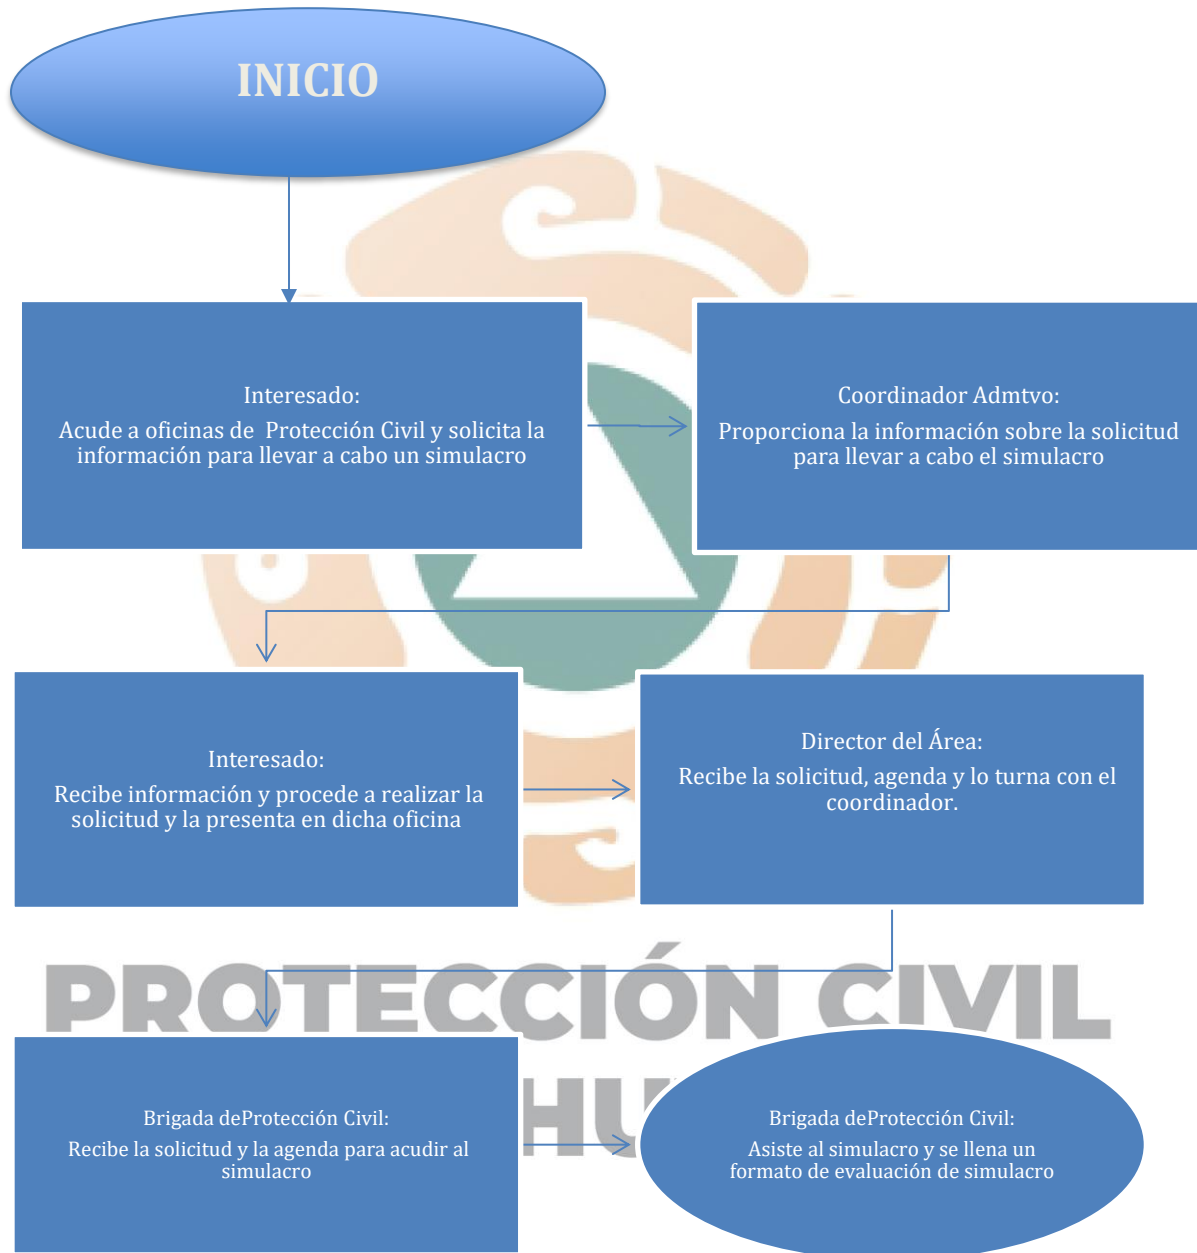 INICIO
Interesado:
Acude a oficinas de Protección Civil y solicita la
información para llevar a cabo un simulacro
Coordinador Admtvo:
Proporciona la información sobre la solicitud
para llevar a cabo el simulacro
Interesado:
Recibe información y procede a realizar la
solicitud y la presenta en dicha oficina
Director del Área:
Recibe la solicitud, agenda y lo turna con el
coordinador.
PROTECCIÓN CIVIL
Brigada deProtección Civil:
Recibe la solicitud y la agenda para acudir al
simulacro
Brigada deProtección Civil:
Asiste al simulacro y se llena un
formato de evaluación de simulacro